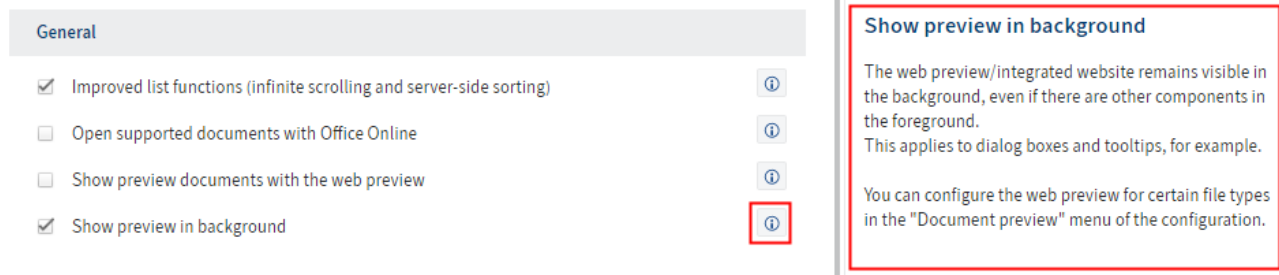 General
Improved list functions (infinite scrolling and server-side sorting)
Open supported documents with Office Online
Show preview documents with the web preview
Show preview in background
Show preview in background
The web preview/integrated website remains visible in
the background, even if there are other components in
the foreground.
This applies to dialog boxes and tooltips, for example.
You can configure the web preview for certain file types
in the "Document preview" menu of the configuration.